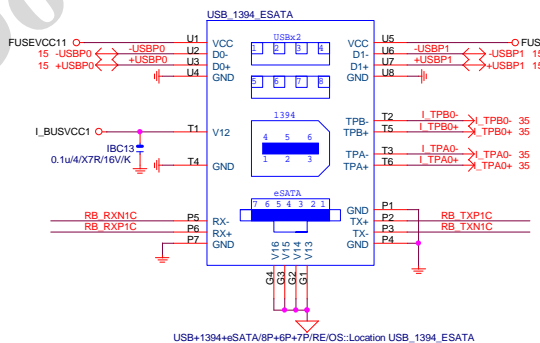 USB_1394_ESATA
FUSEVCC11 U1 VCC USBx2 VCC U5 FUS
15 -USBP0 -USBP0 U2 D0- 1 2 3 4 D1- U6 -USBP1 -USBP1 15
15 +USBP0 +USBP0 U3 D0+ D1+ U7 +USBP1 +USBP1 15
U4 GND 5 6 7 8 GND U8
1394 TPB- T2 I_TPB0- I_TPB0- 35
I_BUSVCC1 T1 V12 4 5 6 TPB+ T5 I_TPB0+ I_TPB0+ 35
IBC13
0.1u/4/X7R/16V/K
1 2 3 TPA- T3 I_TPA0- I_TPA0- 35
T4 GND TPA+ T6 I_TPA0+ I_TPA0+ 35
eSATA
7 6 5 4 3 2 1
GND P1
RB_RXN1C P5 RX- TX+ P2 RB_TXP1C
RB_RXP1C P6 RX+ TX- P3 RB_TXN1C
P7 GND GND P4
V16 V15 V14 V13
G4 G3 G2 G1
USB+1394+eSATA/8P+6P+7P/RE/OS::Location USB_1394_ESATA